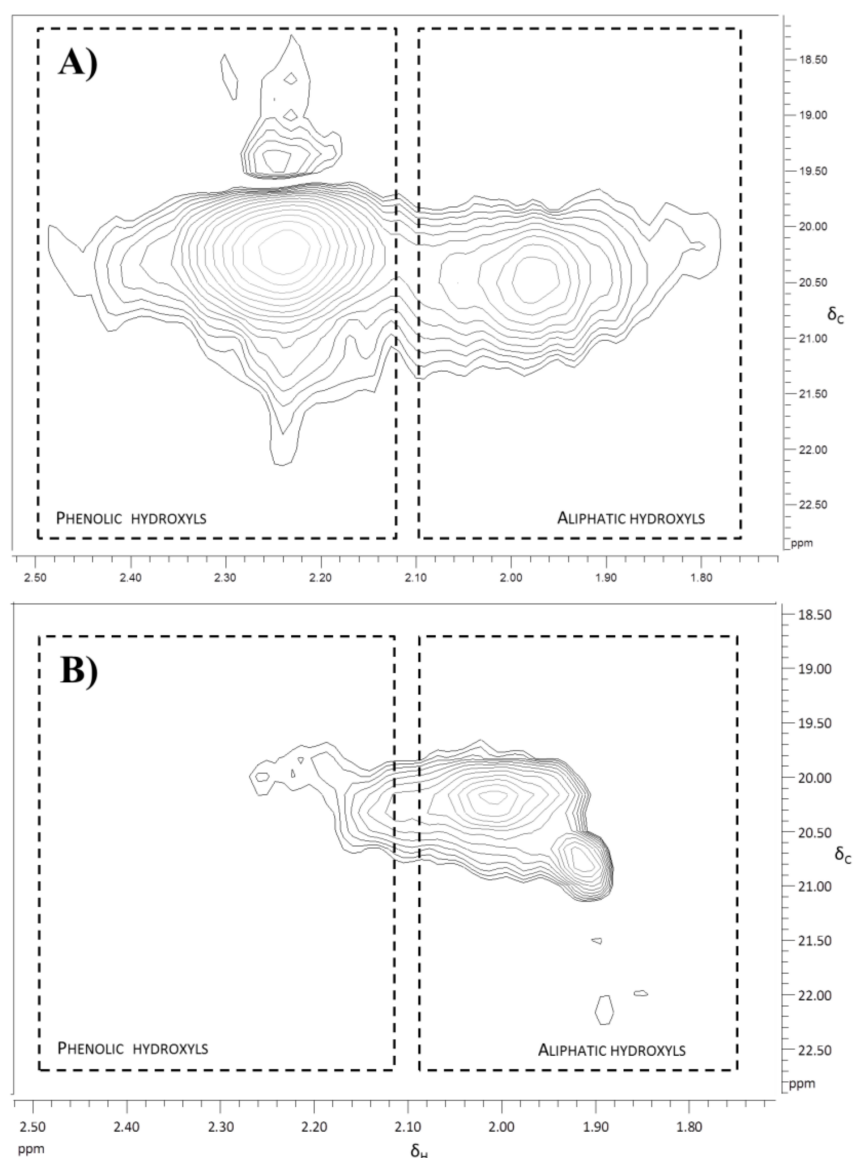 A)
18.50
19.00
19.50
20.00
20.50
δC
21.00
21.50
22.00
PHENOLIC HYDROXYLS
ALIPHATIC HYDROXYLS
22.50
ppm
2.50 2.40 2.30 2.20 2.10 2.00 1.90 1.80
18.50
B)
19.00
19.50
20.00
20.50
δC
21.00
21.50
22.00
PHENOLIC HYDROXYLS
ALIPHATIC HYDROXYLS
22.50
ppm
2.50 2.40 2.30 2.20 2.10 2.00 1.90 1.80
ppm
δH